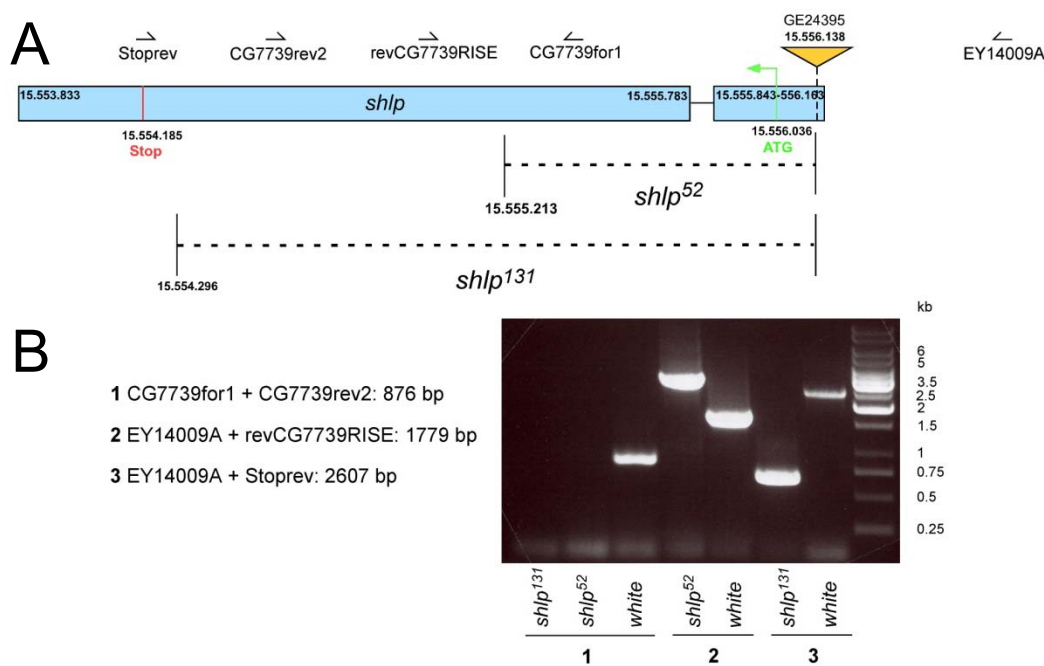 A
GE24395
15.556.138
Stoprev CG7739rev2 revCG7739RISE CG7739for1 EY14009A
15.553.833 shlp 15.555.783 15.555.843-556.163
15.554.185 15.556.036
Stop ATG
shlp52
15.555.213
shlp131
15.554.296
B
kb
1 CG7739for1 + CG7739rev2: 876 bp
2 EY14009A + revCG7739RISE: 1779 bp
3 EY14009A + Stoprev: 2607 bp
6
5
3.5
2.5
2
1.5
1
0.75
0.5
0.25
shlp131 shlp52 white shlp52 white shlp131 white
1 2 3